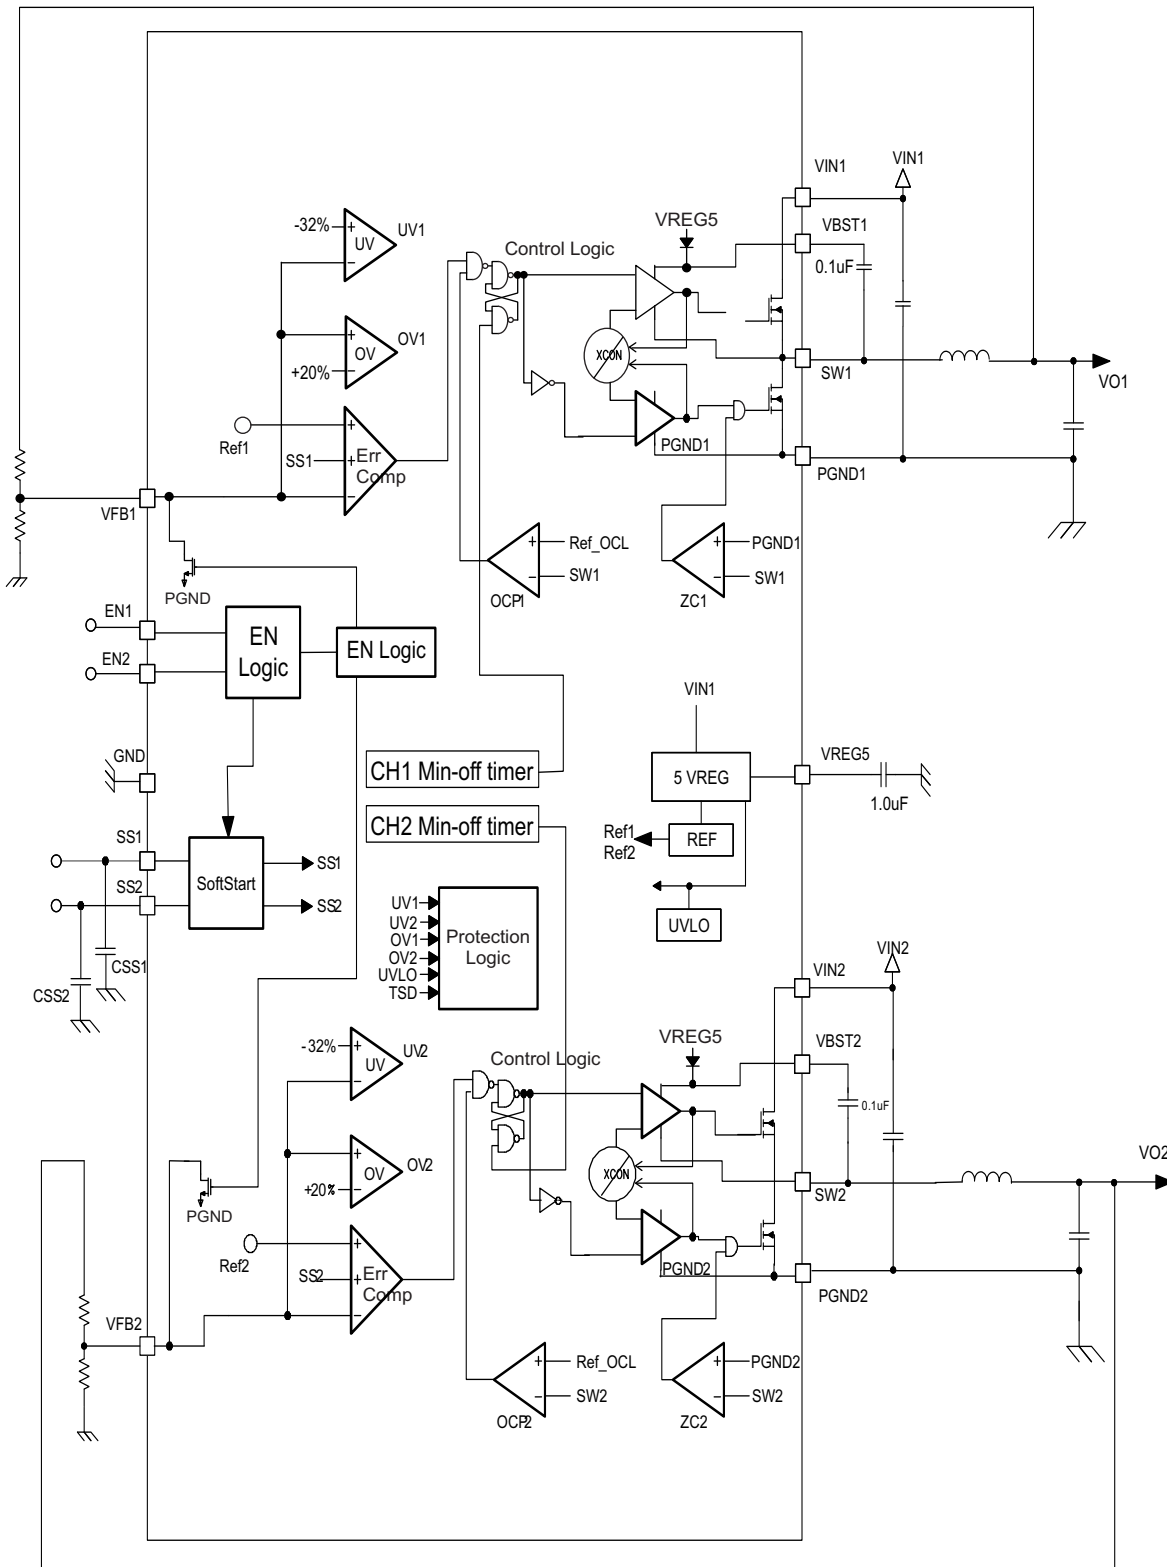 VIN1
VIN1
VREG5
VBST1
-32%
+
UV
UV1
−
Control Logic
0.1uF
+
OV
OV1
+20%
−
XCON
SW1
VO1
Ref1
+
SS1
+
Err
Comp
−
PGND1
PGND1
VFB1
+
Ref_OCL
−
SW1
OCP1
+
PGND1
−
SW1
ZC1
PGND
EN1
EN2
EN
Logic
EN Logic
VIN1
GND
CH1 Min-off timer
5 VREG
VREG5
1.0uF
CH2 Min-off timer
Ref1
Ref2
REF
SS1
SS2
SoftStart
SS1
SS2
UVLO
UV1
UV2
OV1
OV2
UVLO
TSD
Protection
Logic
CSS1
CSS2
VIN2
VIN2
VREG5
VBST2
-32%
+
UV
UV2
−
Control Logic
0.1uF
+
OV
OV2
+20%
−
XCON
SW2
VO2
PGND
Ref2
+
SS2
+
Err
Comp
−
PGND2
PGND2
VFB2
+
Ref_OCL
−
SW2
OCP2
+
PGND2
−
SW2
ZC2